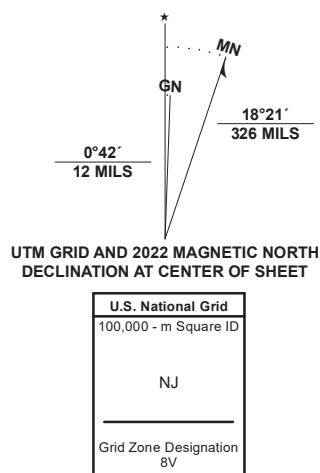 ★
MN
GN
18°21´
326 MILS
0°42´
12 MILS
UTM GRID AND 2022 MAGNETIC NORTH
DECLINATION AT CENTER OF SHEET
U.S. National Grid
100,000 - m Square ID
NJ
Grid Zone Designation
8V